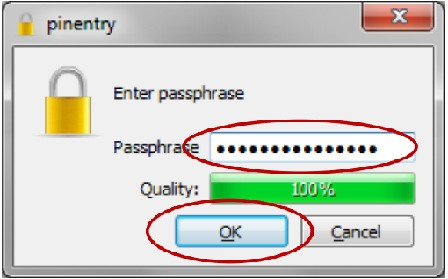 pinentry
Enter passphrase
Passphrase ●●●●●●●●●●●●●●●
Quality: 100%
OK Cancel